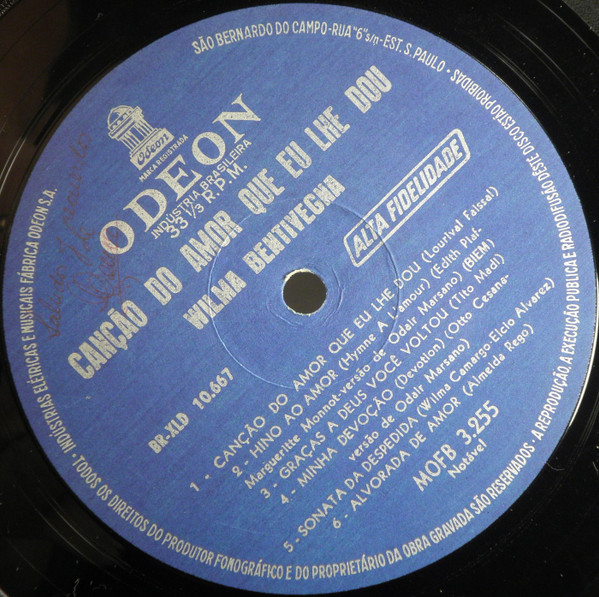 SÃO BERNARDO DO CAMPO-RUA "6" s/n-EST. S. PAULO
Odeon
MARCA REGISTRADA
ODEON
INDÚSTRIA BRASILEIRA
33 1/3 R.P.M.
CANÇÃO DO AMOR QUE EU LHE DOU
WILMA BENTIVEGNA
ALTA FIDELIDADE
BR-XLD 10.667
1 - CANÇÃO DO AMOR QUE EU LHE DOU (Lourival Faissal)
2 - HINO AO AMOR (Hymne A L'amour) (Edith Piaf-
Margueritte Monnot-versão de Odair Marsano) (BIEM)
3 - GRAÇAS A DEUS VOCÊ VOLTOU (Tito Madi)
4 - MINHA DEVOÇÃO (Devotion) (Otto Cesana-
versão de Odair Marsano)
5 - SONATA DA DESPEDIDA (Wilma Camargo-Elcio Alvarez)
6 - ALVORADA DE AMOR (Almeida Rego)
MOFB 3.255
Notável
INDÚSTRIAS ELÉTRICAS E MUSICAIS FÁBRICA ODEON S.A.
TODOS OS DIREITOS DO PRODUTOR FONOGRÁFICO E DO PROPRIETÁRIO DA OBRA GRAVADA SÃO RESERVADOS - A REPRODUÇÃO, A EXECUÇÃO PUBLICA E RADIODIFUSÃO DESTE DISCO ESTÃO PROIBIDAS